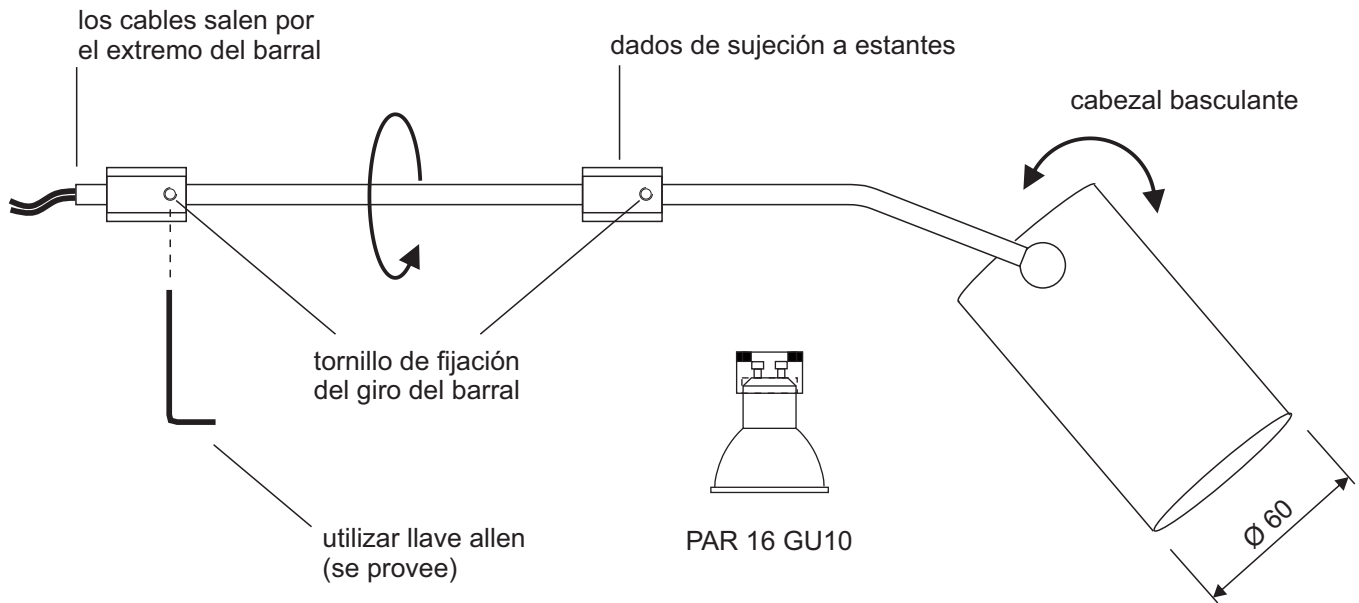 los cables salen por
el extremo del barral
dados de sujeción a estantes
cabezal basculante
tornillo de fijación
del giro del barral
utilizar llave allen
(se provee)
PAR 16 GU10
Ø 60